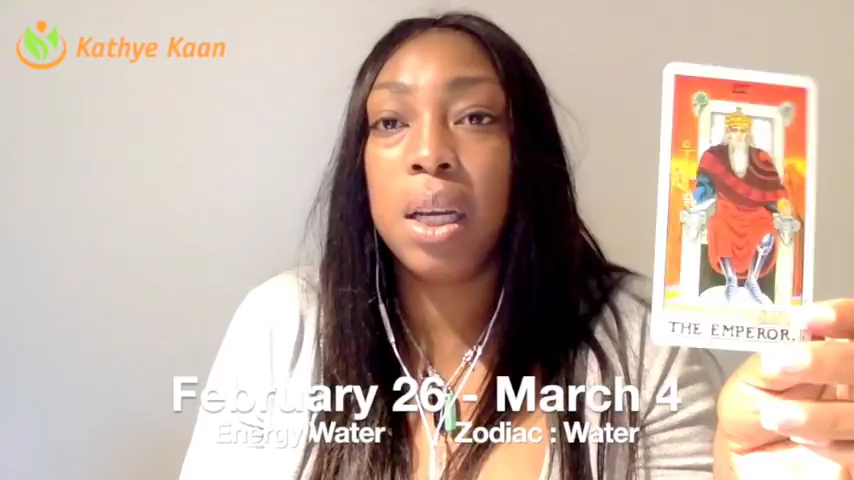 Kathye Kaan
THE EMPEROR.
February 26 - March 4
Energy Water
Zodiac : Water